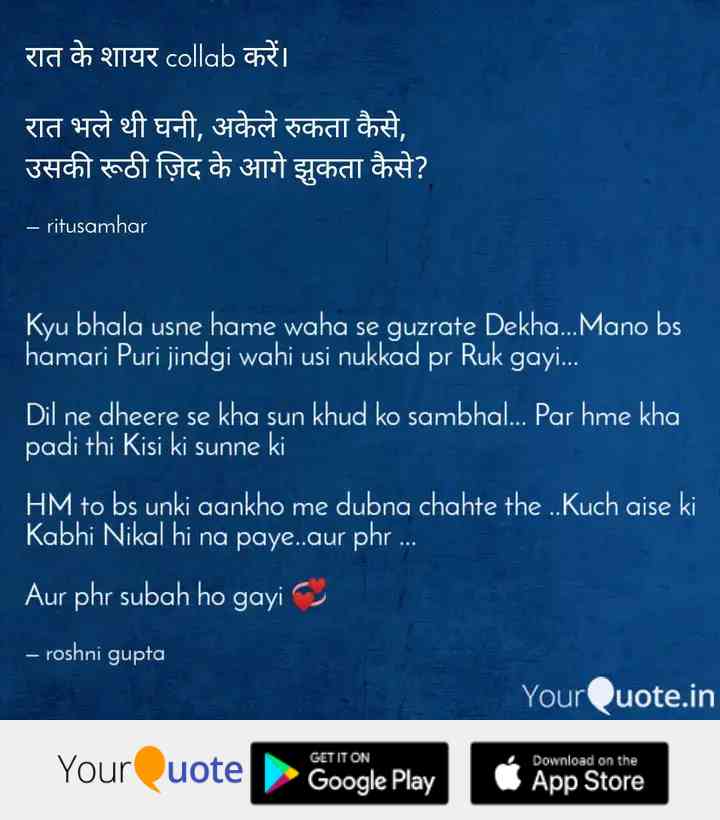 रात के शायर collab करें।
रात भले थी घनी, अकेले रुकता कैसे,
उसकी रूठी ज़िद के आगे झुकता कैसे?
– ritusamhar
Kyu bhala usne hame waha se guzrate Dekha...Mano bs
hamari Puri jindgi wahi usi nukkad pr Ruk gayi...
Dil ne dheere se kha sun khud ko sambhal... Par hme kha
padi thi Kisi ki sunne ki
HM to bs unki aankho me dubna chahte the ..Kuch aise ki
Kabhi Nikal hi na paye..aur phr ...
Aur phr subah ho gayi 💞
– roshni gupta
YourQuote.in
YourQuote
GET IT ON
Google Play
Download on the
App Store